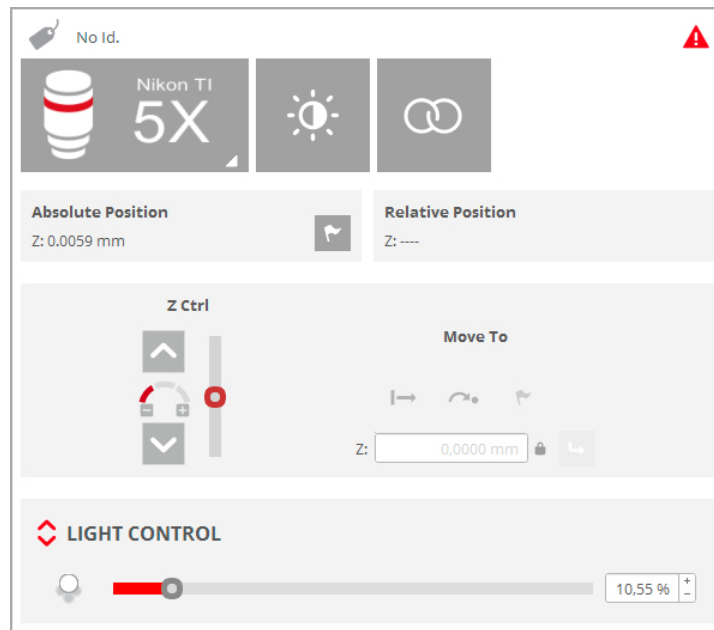 No Id.
Nikon TI
5X
Absolute Position
Z: 0.0059 mm
Relative Position
Z: ----
Z Ctrl
Move To
Z: 0,0000 mm
LIGHT CONTROL
10,55 %